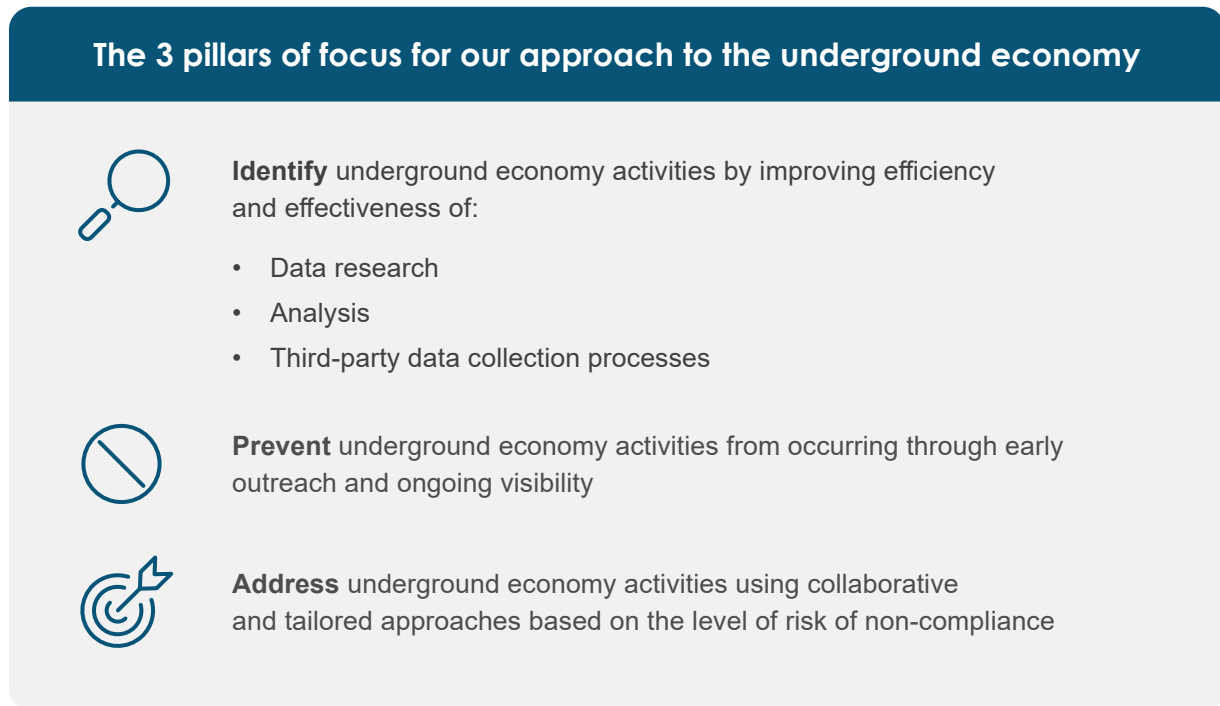 The 3 pillars of focus for our approach to the underground economy
Identify underground economy activities by improving efficiency
and effectiveness of:
• Data research
• Analysis
• Third-party data collection processes
Prevent underground economy activities from occurring through early
outreach and ongoing visibility
Address underground economy activities using collaborative
and tailored approaches based on the level of risk of non-compliance